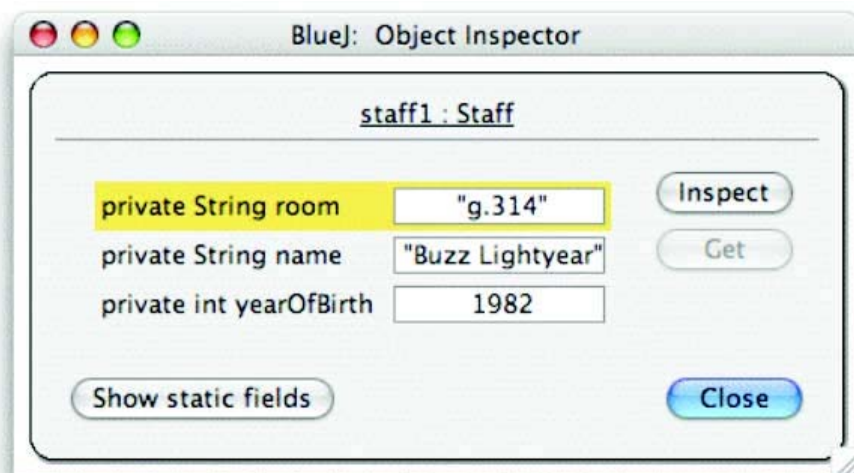 BlueJ: Object Inspector
staff1 : Staff
private String room "g.314" Inspect
private String name "Buzz Lightyear" Get
private int yearOfBirth 1982
Show static fields Close